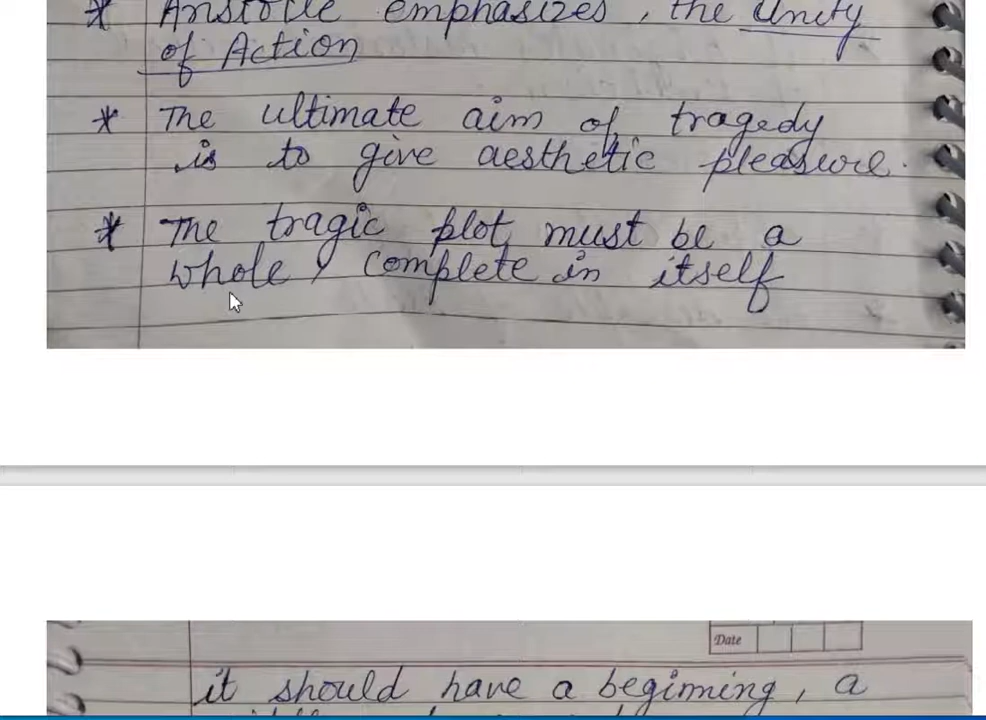 * Aristotle emphasizes, the Unity
of Action
* The ultimate aim of tragedy
is to give aesthetic pleasure.
* The tragic plot must be a
whole, complete in itself
Date
it should have a beginning, a